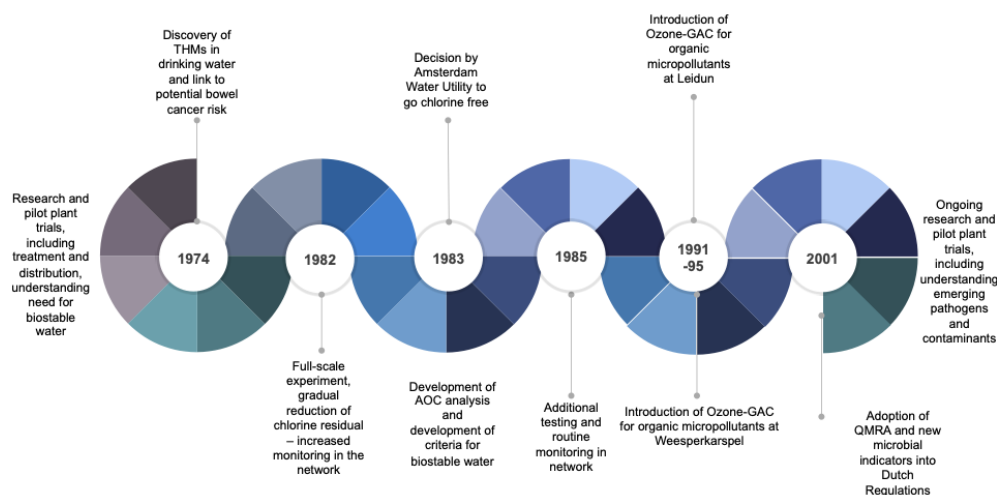 Discovery of
THMs in
drinking water
and link to
potential bowel
cancer risk
Decision by
Amsterdam
Water Utility to
go chlorine free
Introduction of
Ozone-GAC for
organic
micropollutants
at Leidun
Research and
pilot plant
trials,
including
treatment and
distribution,
understanding
need for
biostable
water
1974
1982
1983
1985
1991
-95
2001
Ongoing
research and
pilot plant
trials,
including
understanding
emerging
pathogens
and
contaminants
Full-scale
experiment,
gradual
reduction of
chlorine residual
– increased
monitoring in the
network
Development of
AOC analysis
and
development of
criteria for
biostable water
Additional
testing and
routine
monitoring in
network
Introduction of Ozone-GAC
for organic micropollutants at
Weesperkarspel
Adoption of
QMRA and new
microbial
indicators into
Dutch
Regulations